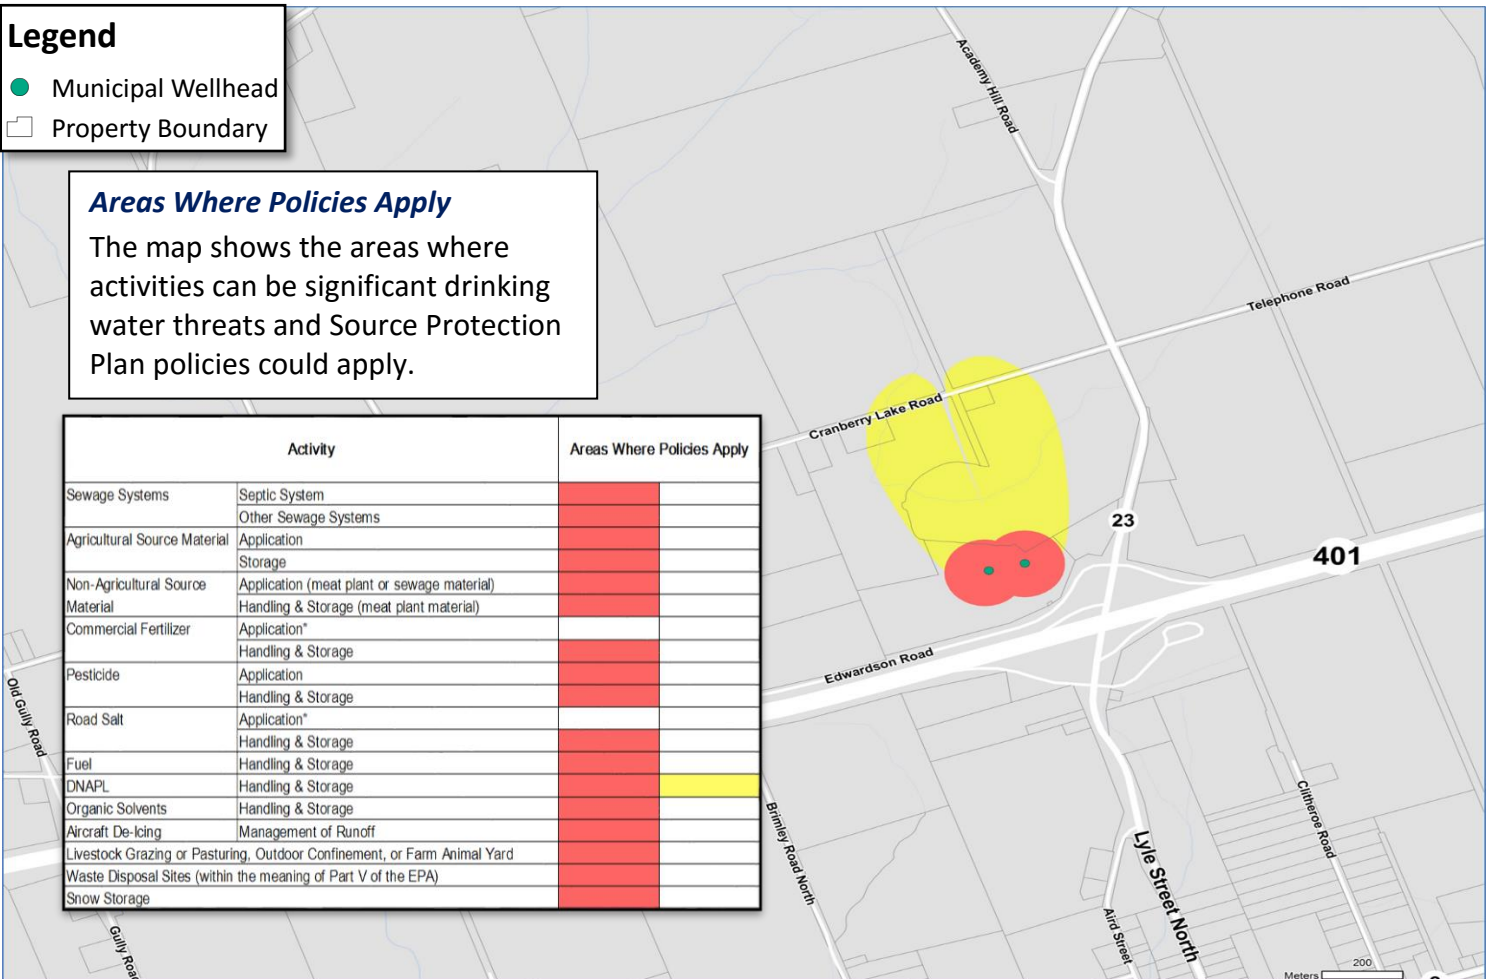 Legend
Municipal Wellhead
Property Boundary
Areas Where Policies Apply
The map shows the areas where
activities can be significant drinking
water threats and Source Protection
Plan policies could apply.
Activity Areas Where Policies Apply
Sewage Systems Septic System
Other Sewage Systems
Agricultural Source Material Application
Storage
Non-Agricultural Source Application (meat plant or sewage material)
Material Handling & Storage (meat plant material)
Commercial Fertilizer Application*
Handling & Storage
Pesticide Application
Handling & Storage
Road Salt Application*
Handling & Storage
Fuel Handling & Storage
DNAPL Handling & Storage
Organic Solvents Handling & Storage
Aircraft De-Icing Management of Runoff
Livestock Grazing or Pasturing, Outdoor Confinement, or Farm Animal Yard
Waste Disposal Sites (within the meaning of Part V of the EPA)
Snow Storage
Academy Hill Road
Telephone Road
Cranberry Lake Road
23
401
Edwardson Road
Old Gully Road
Gully Road
Brimley Road North
Clitheroe Road
Lyle Street North
Aird Street
200
Meters